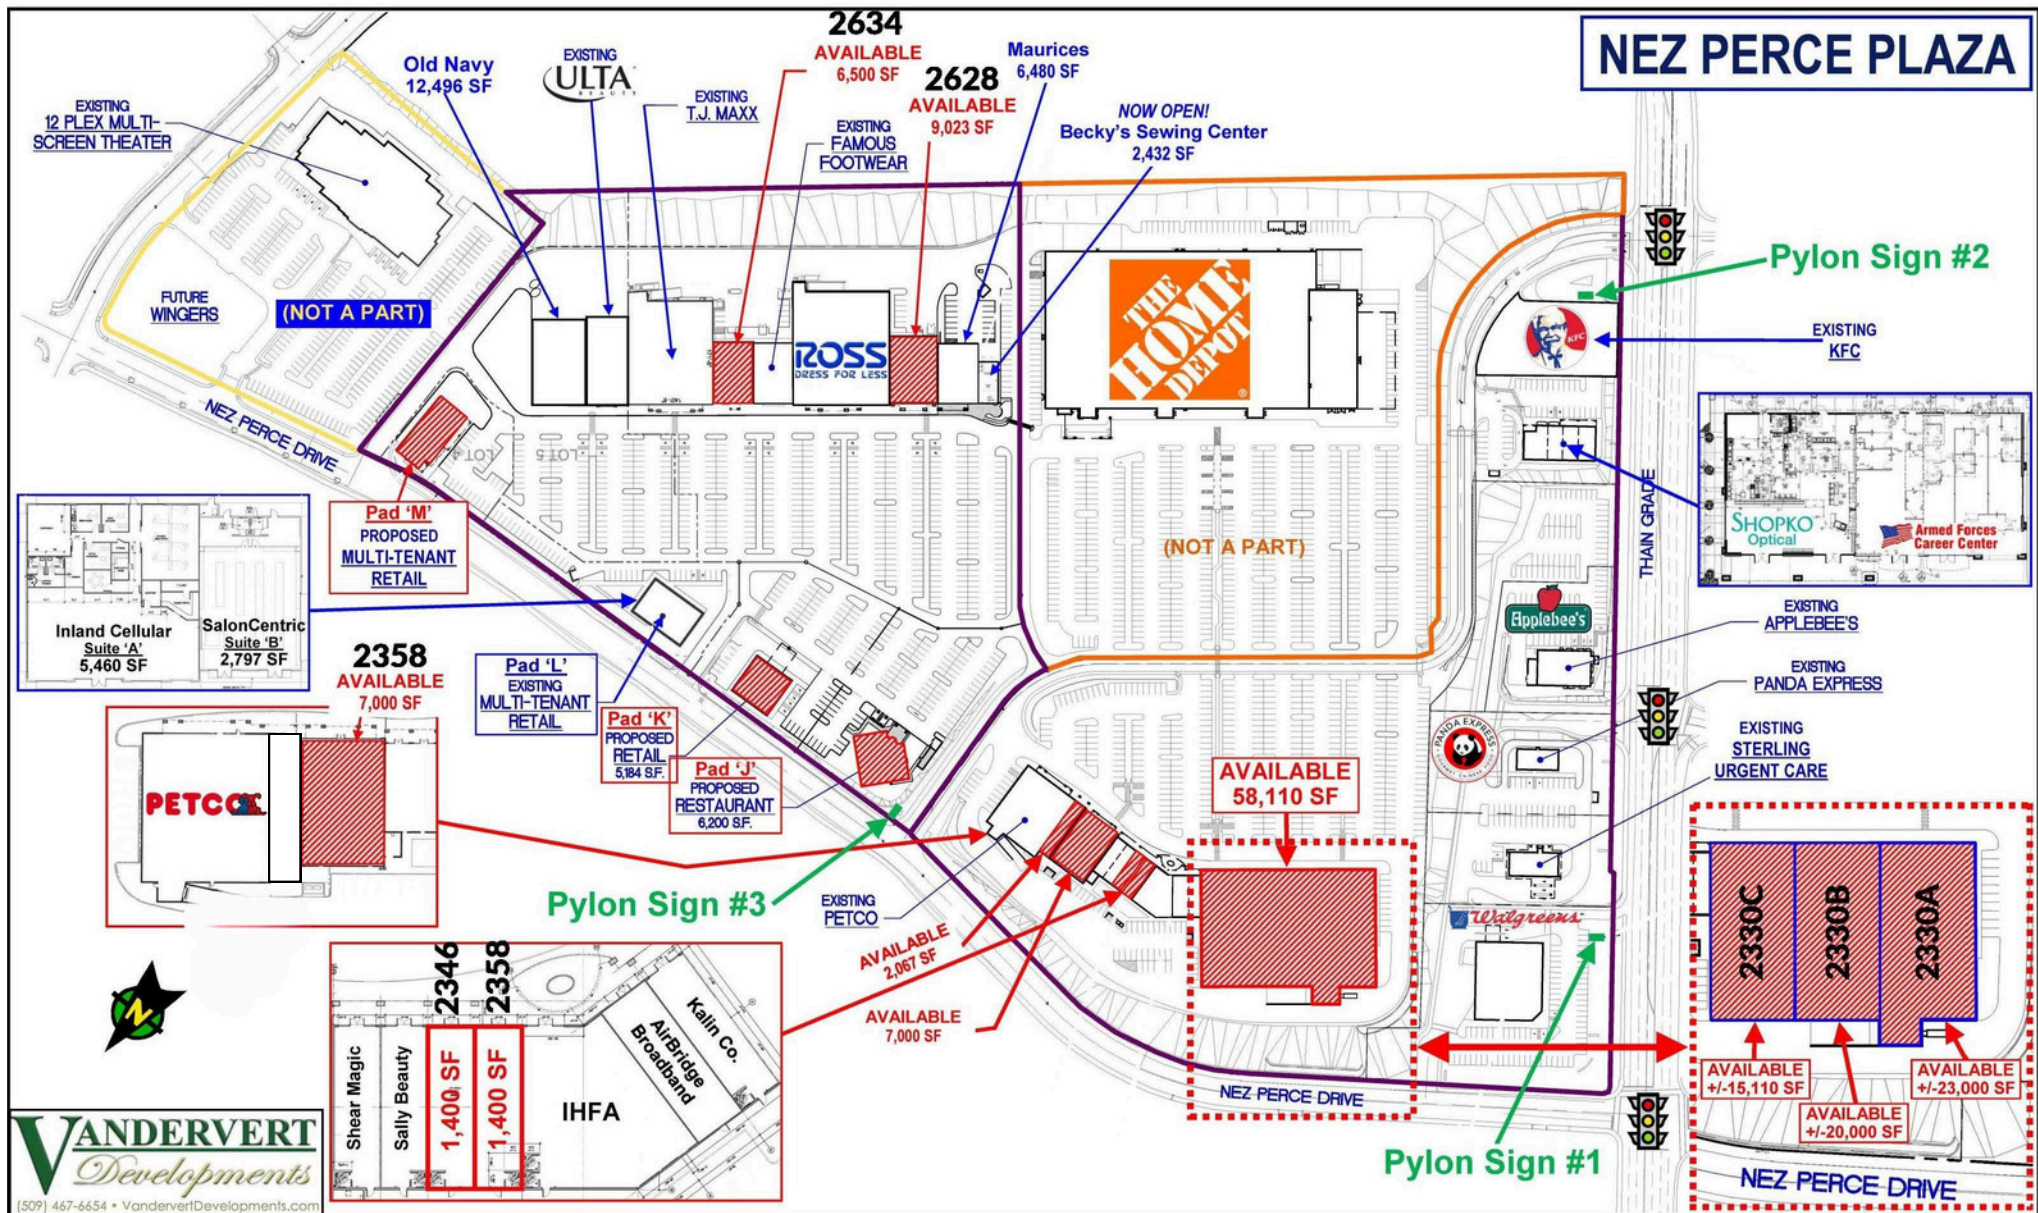 NEZ PERCE PLAZA
2634
AVAILABLE
6,500 SF
2628
AVAILABLE
9,023 SF
Maurices
6,480 SF
Old Navy
12,496 SF
EXISTING
ULTA
BEAUTY
EXISTING
T.J. MAXX
EXISTING
FAMOUS
FOOTWEAR
NOW OPEN!
Becky's Sewing Center
2,432 SF
EXISTING
12 PLEX MULTI-
SCREEN THEATER
FUTURE
WINGERS
(NOT A PART)
NEZ PERCE DRIVE
ROSS
DRESS FOR LESS
THE
HOME
DEPOT
Pylon Sign #2
KFC
EXISTING
KFC
LOT 5
THAIN GRADE
SHOPKO
Optical
Armed Forces
Career Center
(NOT A PART)
Pad 'M'
PROPOSED
MULTI-TENANT
RETAIL
Inland Cellular
Suite 'A'
5,460 SF
SalonCentric
Suite 'B'
2,797 SF
Applebee's
EXISTING
APPLEBEE'S
EXISTING
PANDA EXPRESS
EXISTING
STERLING
URGENT CARE
PANDA EXPRESS
GOURMET CHINESE FOOD
2358
AVAILABLE
7,000 SF
PETCO
Pad 'L'
EXISTING
MULTI-TENANT
RETAIL
Pad 'K'
PROPOSED
RETAIL
5,184 S.F.
Pad 'J'
PROPOSED
RESTAURANT
6,200 S.F.
AVAILABLE
58,110 SF
Pylon Sign #3
EXISTING
PETCO
AVAILABLE
2,067 SF
AVAILABLE
7,000 SF
Walgreens
2330C
2330B
2330A
AVAILABLE
+/-15,110 SF
AVAILABLE
+/-20,000 SF
AVAILABLE
+/-23,000 SF
NEZ PERCE DRIVE
N
2346
2358
Shear Magic
Sally Beauty
1,400 SF
1,400 SF
IHFA
AirBridge
Broadband
Kalin Co.
NEZ PERCE DRIVE
Pylon Sign #1
VANDERVERT
Developments
(509) 467-6654 • VandervertDevelopments.com